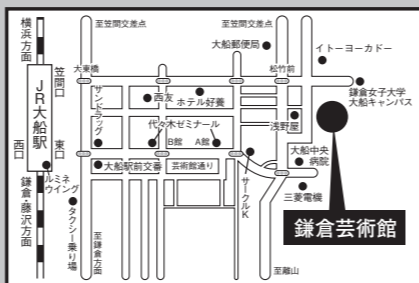 横浜方面
至笠間交差点
至笠間交差点
大船郵便局
イトーヨーカドー
大東橋
松竹前
笠間口
JR大船駅
西友
ホテル好養
鎌倉女子大学
大船キャンパス
サンドラッグ
代々木ゼミナール
B館
A館
浅野屋
西口
東口
大船駅前交番
芸術館通り
大船中央
病院
ルミネ
ウイング
サークルK
三菱電機
鎌倉・藤沢方面
タクシー乗り場
至鎌倉方面
鎌倉芸術館
至離山